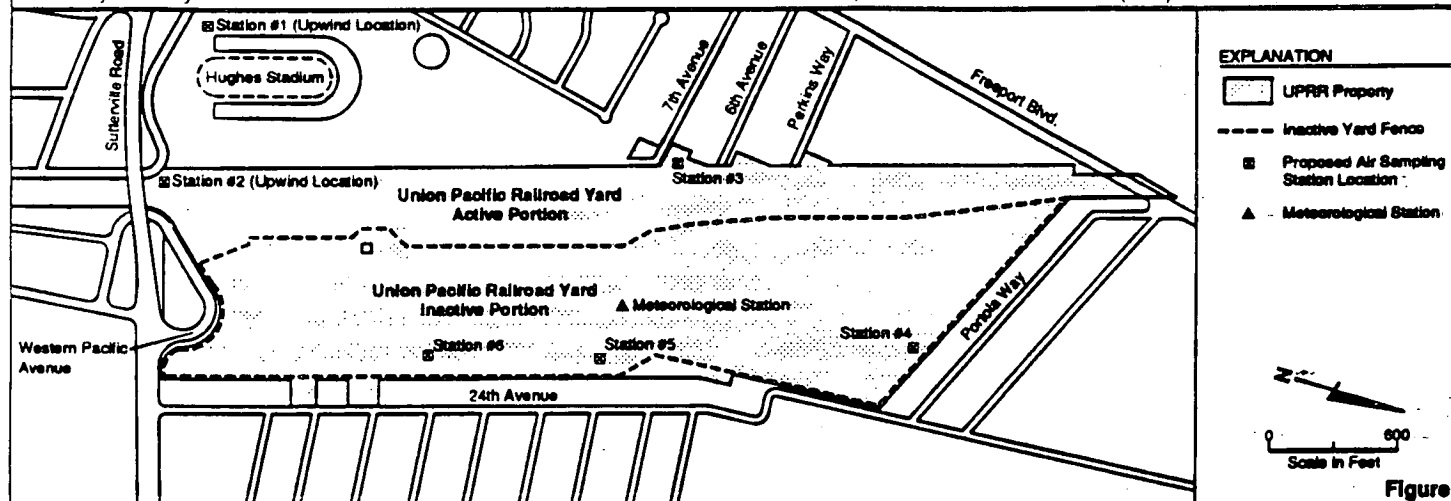 Station #1 (Upwind Location)
Hughes Stadium
Sutterville Road
7th Avenue
6th Avenue
Perkins Way
Freeport Blvd.
Station #2 (Upwind Location)
Station #3
Union Pacific Railroad Yard
Active Portion
Union Pacific Railroad Yard
Inactive Portion
Meteorological Station
Portola Way
Station #4
Station #5
Station #6
Western Pacific
Avenue
24th Avenue
EXPLANATION
UPRR Property
Inactive Yard Fence
Proposed Air Sampling
Station Location
Meteorological Station
N
0 600
Scale in Feet
Figure